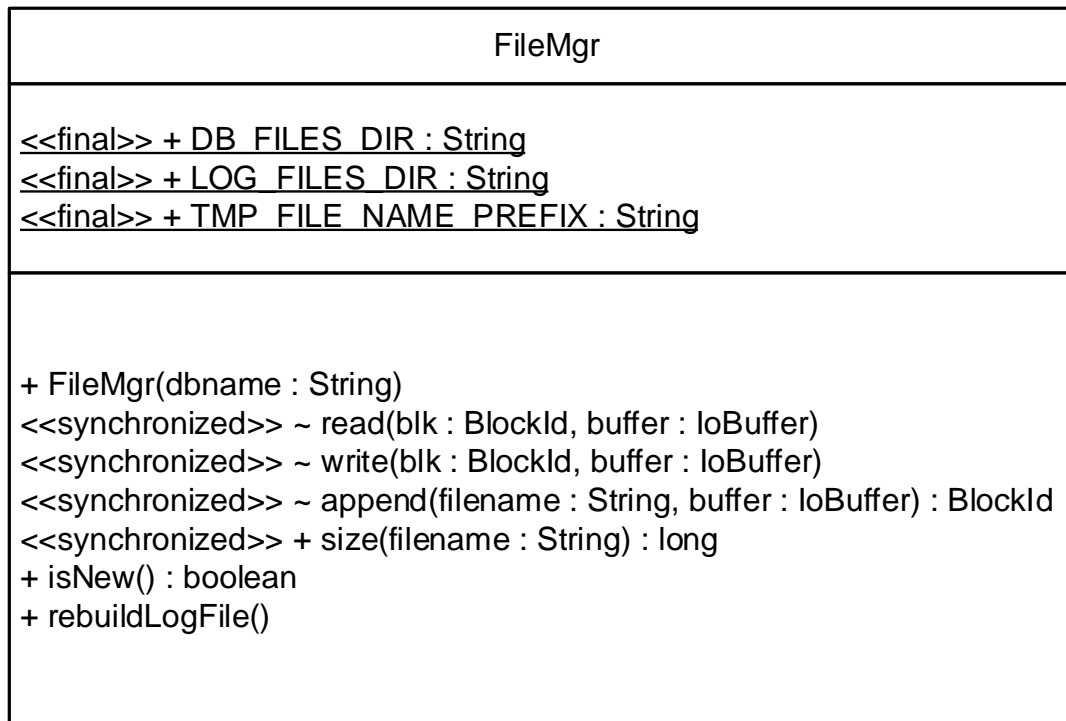 FileMgr
<<final>> + DB_FILES_DIR : String
<<final>> + LOG_FILES_DIR : String
<<final>> + TMP_FILE_NAME_PREFIX : String
+ FileMgr(dbname : String)
<<synchronized>> ~ read(blk : BlockId, buffer : IoBuffer)
<<synchronized>> ~ write(blk : BlockId, buffer : IoBuffer)
<<synchronized>> ~ append(filename : String, buffer : IoBuffer) : BlockId
<<synchronized>> + size(filename : String) : long
+ isNew() : boolean
+ rebuildLogFile()